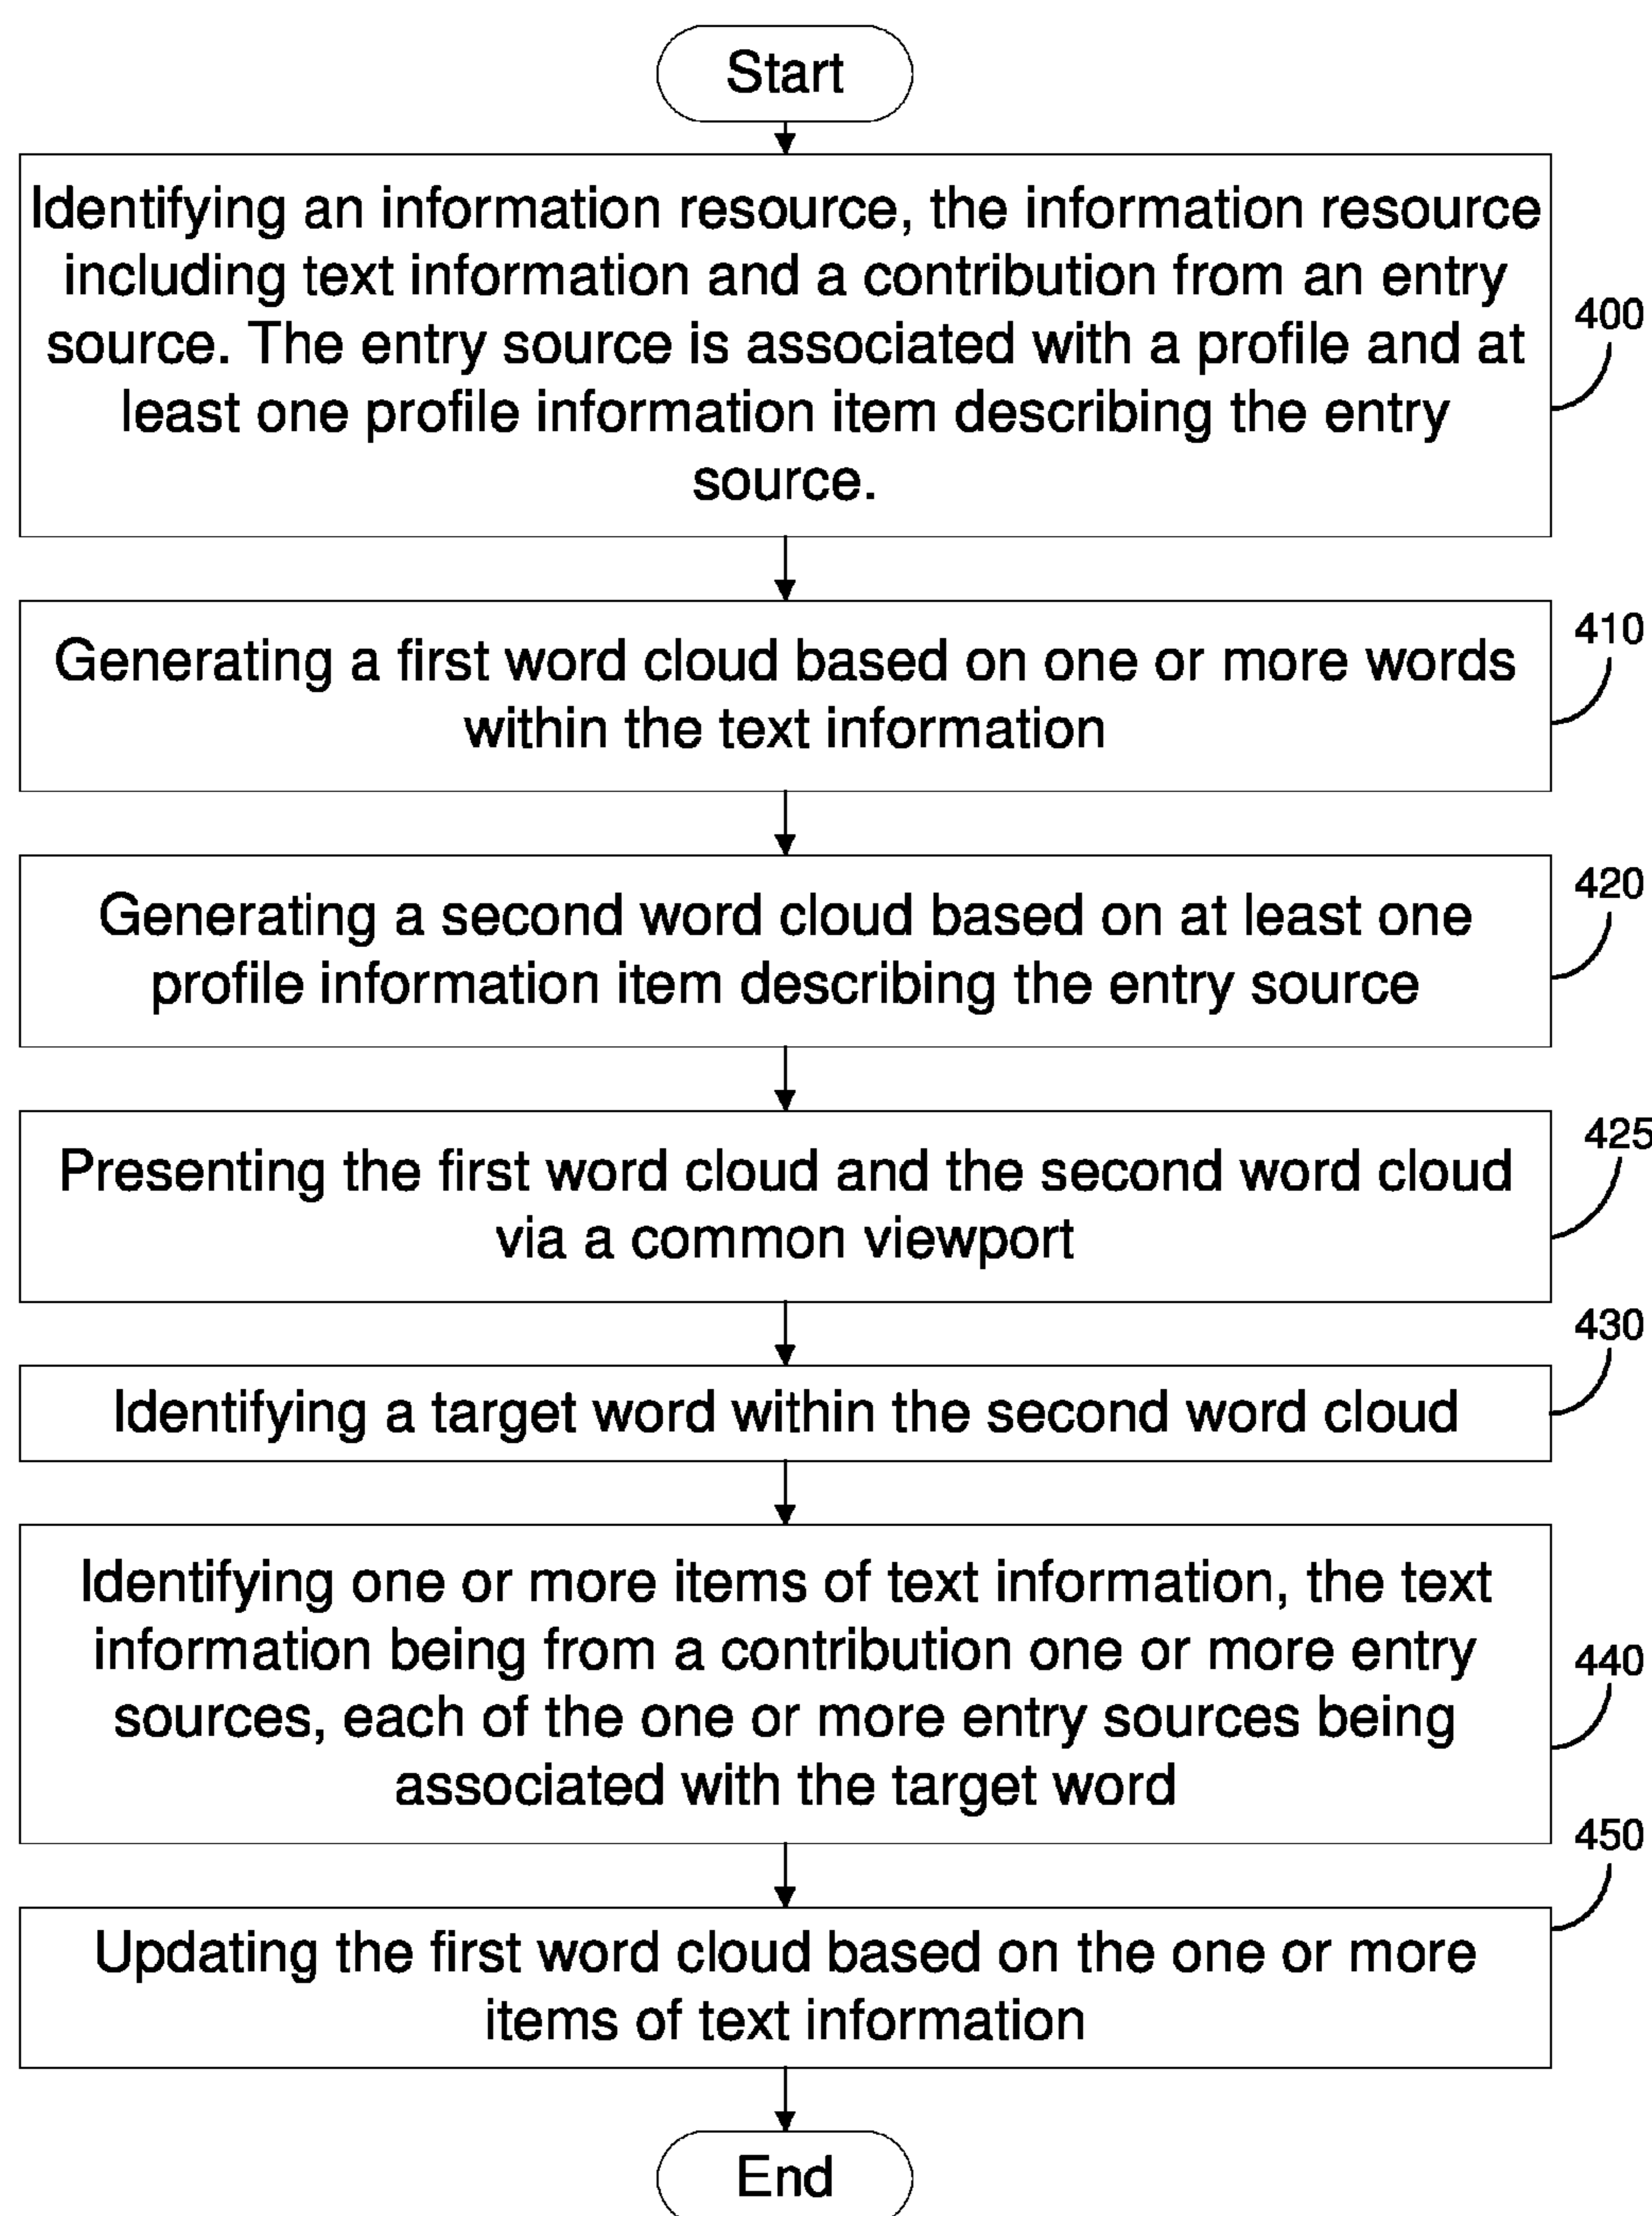 Start
Identifying an information resource, the information resource
including text information and a contribution from an entry
source. The entry source is associated with a profile and at
least one profile information item describing the entry
source.
400
Generating a first word cloud based on one or more words
within the text information
410
Generating a second word cloud based on at least one
profile information item describing the entry source
420
Presenting the first word cloud and the second word cloud
via a common viewport
425
Identifying a target word within the second word cloud
430
Identifying one or more items of text information, the text
information being from a contribution one or more entry
sources, each of the one or more entry sources being
associated with the target word
440
Updating the first word cloud based on the one or more
items of text information
450
End